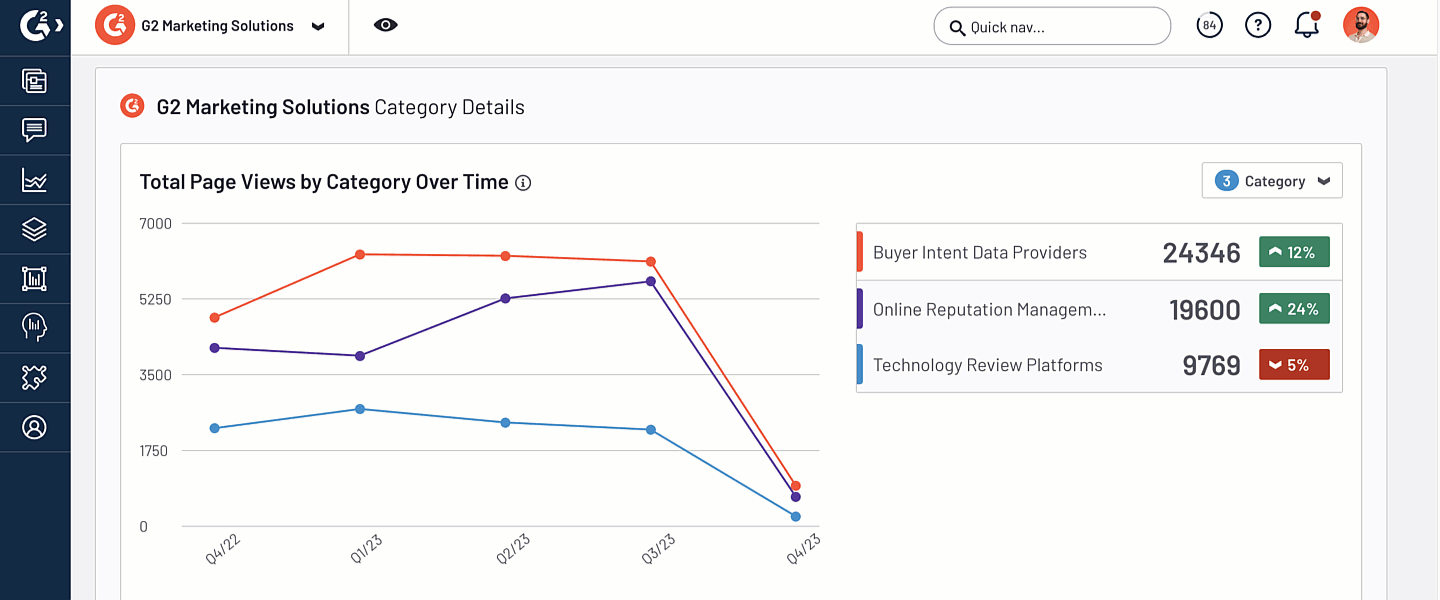 G2 Marketing Solutions
Quick nav...
84
G2 Marketing Solutions Category Details
Total Page Views by Category Over Time
3 Category
7000
5250
3500
1750
0
Q4/22
Q1/23
Q2/23
Q3/23
Q4/23
Buyer Intent Data Providers 24346 12%
Online Reputation Managem... 19600 24%
Technology Review Platforms 9769 5%